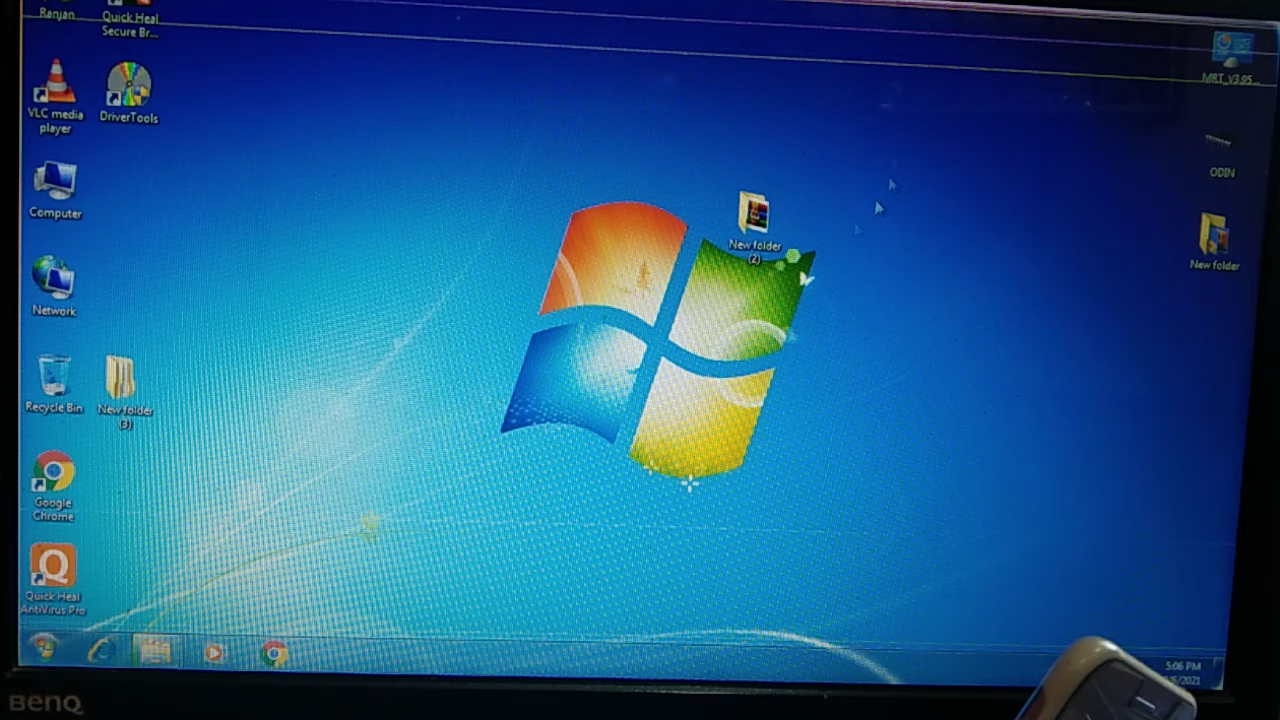 Ranjan
Quick Heal
Secure Br...
VLC media
player
DriverTools
Computer
Network
Recycle Bin
New folder
(3)
Google
Chrome
Quick Heal
AntiVirus Pro
New folder
(2)
MRT_V3.95...
ODIN
New folder
5:06 PM
/2021
BenQ